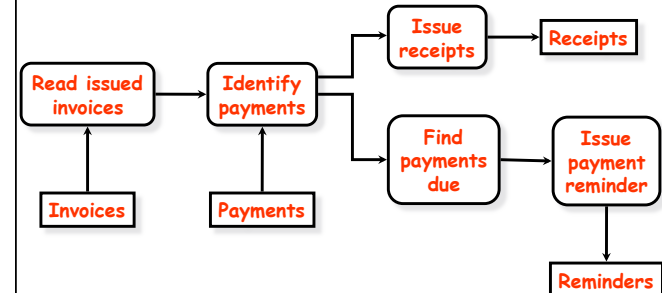 Issue
receipts
Receipts
Read issued
invoices
Identify
payments
Find
payments
due
Issue
payment
reminder
Invoices
Payments
Reminders